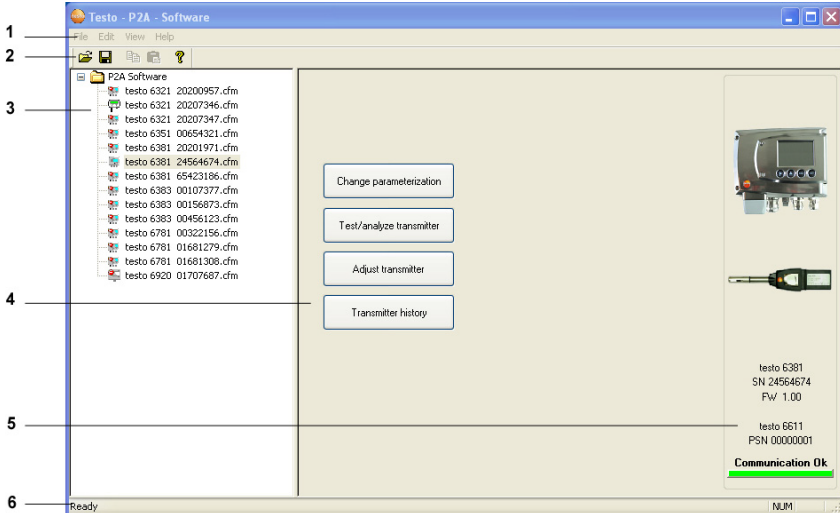 Testo - P2A - Software
1
File Edit View Help
2
3
P2A Software
testo 6321 20200957.cfm
testo 6321 20207346.cfm
testo 6321 20207347.cfm
testo 6351 00654321.cfm
testo 6381 20201971.cfm
testo 6381 24564674.cfm
testo 6381 65423186.cfm
testo 6383 00107377.cfm
testo 6383 00156873.cfm
testo 6383 00456123.cfm
testo 6781 00322156.cfm
testo 6781 01681279.cfm
testo 6781 01681308.cfm
testo 6920 01707687.cfm
Change parameterization
Test/analyze transmitter
Adjust transmitter
4
Transmitter history
testo 6381
SN 24564674
FW 1.00
5
testo 6611
PSN 00000001
Communication Ok
6
Ready
NUM